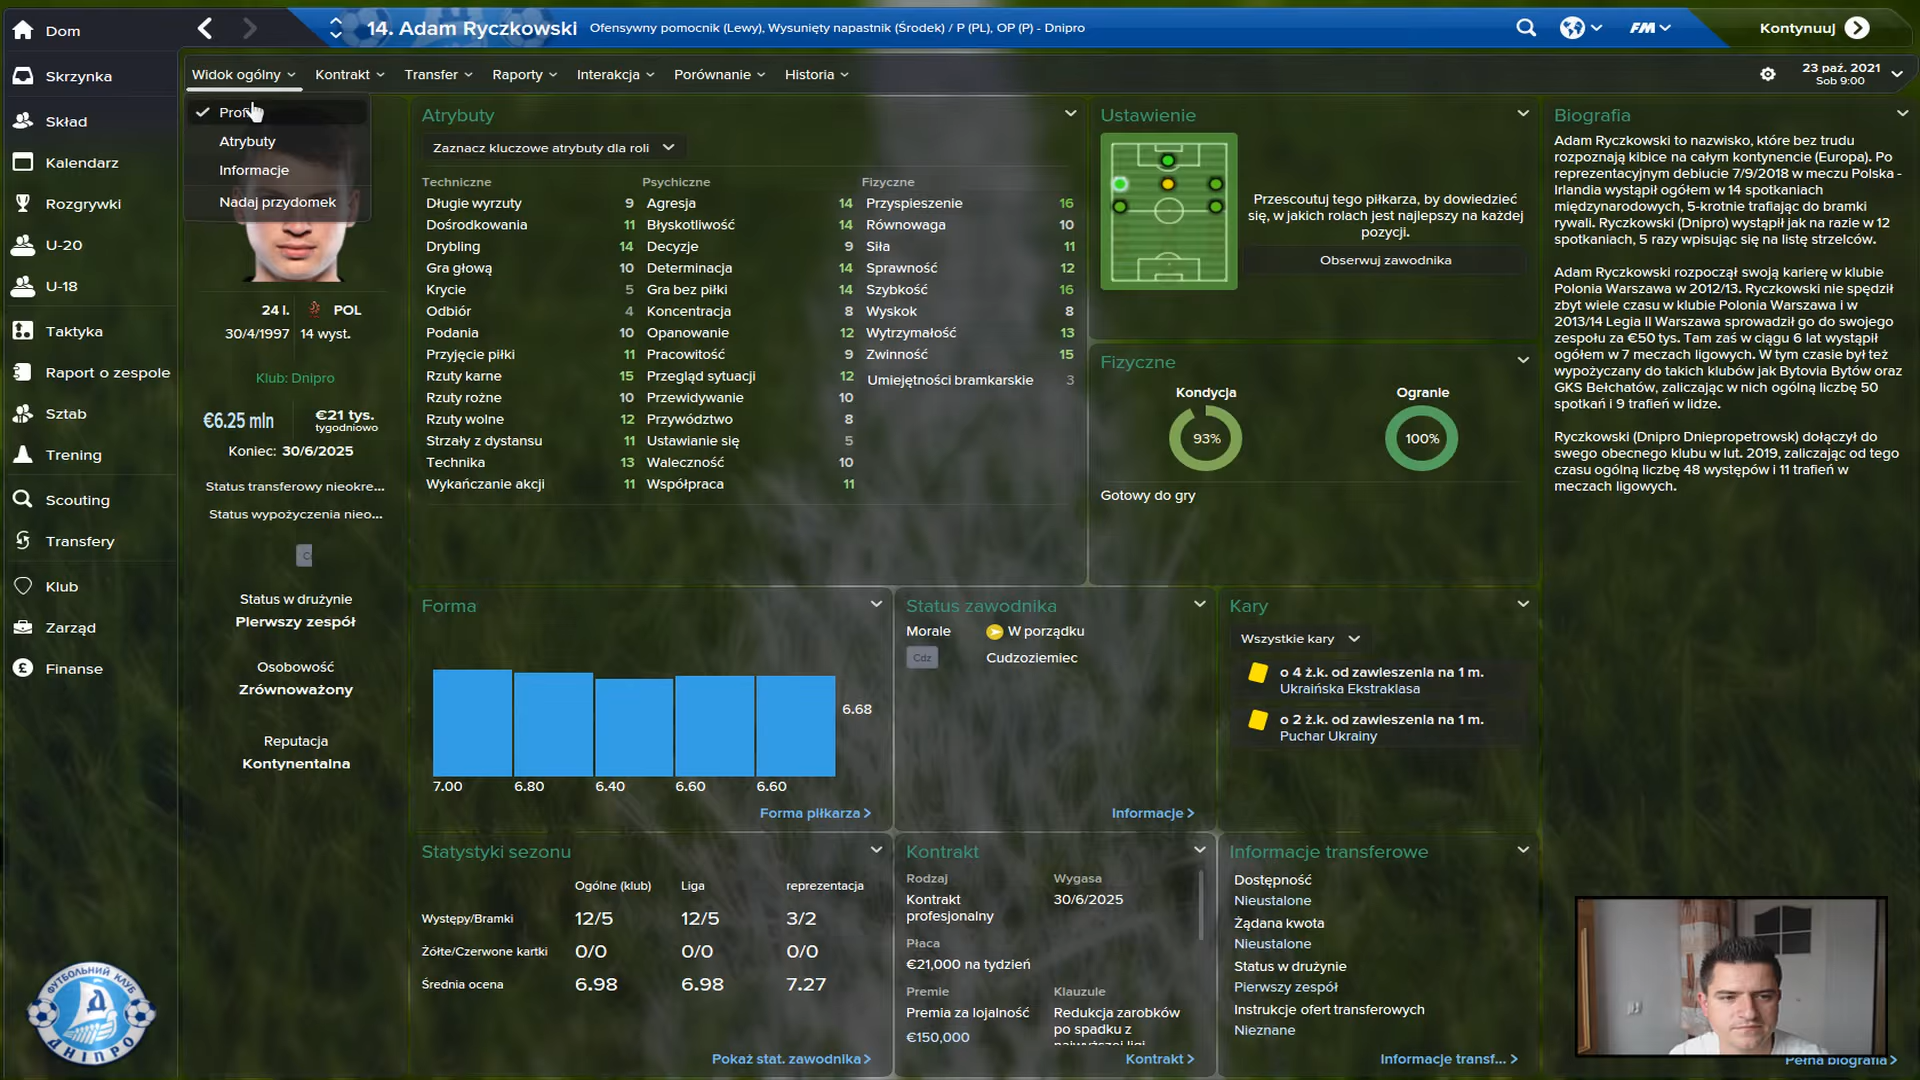 Dom
Skrzynka
Skład
Kalendarz
Rozgrywki
U-20
U-18
Taktyka
Raport o zespole
Sztab
Trening
Scouting
Transfery
Klub
Zarząd
Finanse
14. Adam Ryczkowski
Ofensywny pomocnik (Lewy), Wysunięty napastnik (Środek) / P (PL), OP (P) - Dnipro
FM
Kontynuuj
Widok ogólny
Kontrakt
Transfer
Raporty
Interakcja
Porównanie
Historia
23 paź. 2021
Sob 9:00
Atrybuty
Informacje
Nadaj przydomek
24 l.
POL
30/4/1997
14 wyst.
Klub: Dnipro
€6.25 mln
€21 tys.
tygodniowo
Koniec: 30/6/2025
Status transferowy nieokre...
Status wypożyczenia nieo...
Status w drużynie
Pierwszy zespół
Osobowość
Zrównoważony
Reputacja
Kontynentalna
Atrybuty
Zaznacz kluczowe atrybuty dla roli
Techniczne
Długie wyrzuty 9
Dośrodkowania 11
Drybling 14
Gra głową 10
Krycie 5
Odbiór 4
Podania 10
Przyjęcie piłki 11
Rzuty karne 15
Rzuty rożne 10
Rzuty wolne 12
Strzały z dystansu 11
Technika 13
Wykańczanie akcji 11
Psychiczne
Agresja 14
Błyskotliwość 14
Decyzje 9
Determinacja 14
Gra bez piłki 14
Koncentracja 8
Opanowanie 12
Pracowitość 9
Przegląd sytuacji 12
Przewidywanie 10
Przywództwo 8
Ustawianie się 5
Waleczność 10
Współpraca 11
Fizyczne
Przyspieszenie 16
Równowaga 10
Siła 11
Sprawność 12
Szybkość 16
Wyskok 8
Wytrzymałość 13
Zwinność 15
Umiejętności bramkarskie 3
Ustawienie
Przescoutuj tego piłkarza, by dowiedzieć
się, w jakich rolach jest najlepszy na każdej
pozycji.
Obserwuj zawodnika
Fizyczne
Kondycja
93%
Ogranie
100%
Gotowy do gry
Biografia
Adam Ryczkowski to nazwisko, które bez trudu
rozpoznają kibice na całym kontynencie (Europa). Po
reprezentacyjnym debiucie 7/9/2018 w meczu Polska -
Irlandia wystąpił ogółem w 14 spotkaniach
międzynarodowych, 5-krotnie trafiając do bramki
rywali. Ryczkowski (Dnipro) wystąpił jak na razie w 12
spotkaniach, 5 razy wpisując się na listę strzelców.
Adam Ryczkowski rozpoczął swoją karierę w klubie
Polonia Warszawa w 2012/13. Ryczkowski nie spędził
zbyt wiele czasu w klubie Polonia Warszawa i w
2013/14 Legia II Warszawa sprowadził go do swojego
zespołu za €50 tys. Tam zaś w ciągu 6 lat wystąpił
ogółem w 7 meczach ligowych. W tym czasie był też
wypożyczany do takich klubów jak Bytovia Bytów oraz
GKS Bełchatów, zaliczając w nich ogólną liczbę 50
spotkań i 9 trafień w lidze.
Ryczkowski (Dnipro Dniepropetrowsk) dołączył do
swego obecnego klubu w lut. 2019, zaliczając od tego
czasu ogólną liczbę 48 występów i 11 trafień w
meczach ligowych.
Pełna biografia
Forma
6.68
7.00 6.80 6.40 6.60 6.60
Forma piłkarza
Status zawodnika
Morale W porządku
Cdz Cudzoziemiec
Informacje
Kary
Wszystkie kary
o 4 ż.k. od zawieszenia na 1 m.
Ukraińska Ekstraklasa
o 2 ż.k. od zawieszenia na 1 m.
Puchar Ukrainy
Statystyki sezonu
Ogólne (klub) Liga reprezentacja
Występy/Bramki 12/5 12/5 3/2
Żółte/Czerwone kartki 0/0 0/0 0/0
Średnia ocena 6.98 6.98 7.27
Pokaż stat. zawodnika
Kontrakt
Rodzaj
Kontrakt
profesjonalny
Wygasa
30/6/2025
Płaca
€21,000 na tydzień
Premie
Premia za lojalność
€150,000
Klauzule
Redukcja zarobków
po spadku z
najwyższej ligi
Kontrakt
Informacje transferowe
Dostępność
Nieustalone
Żądana kwota
Nieustalone
Status w drużynie
Pierwszy zespół
Instrukcje ofert transferowych
Nieznane
Informacje transf...
ФУТБОЛЬНИЙ КЛУБ
ДНІПРО